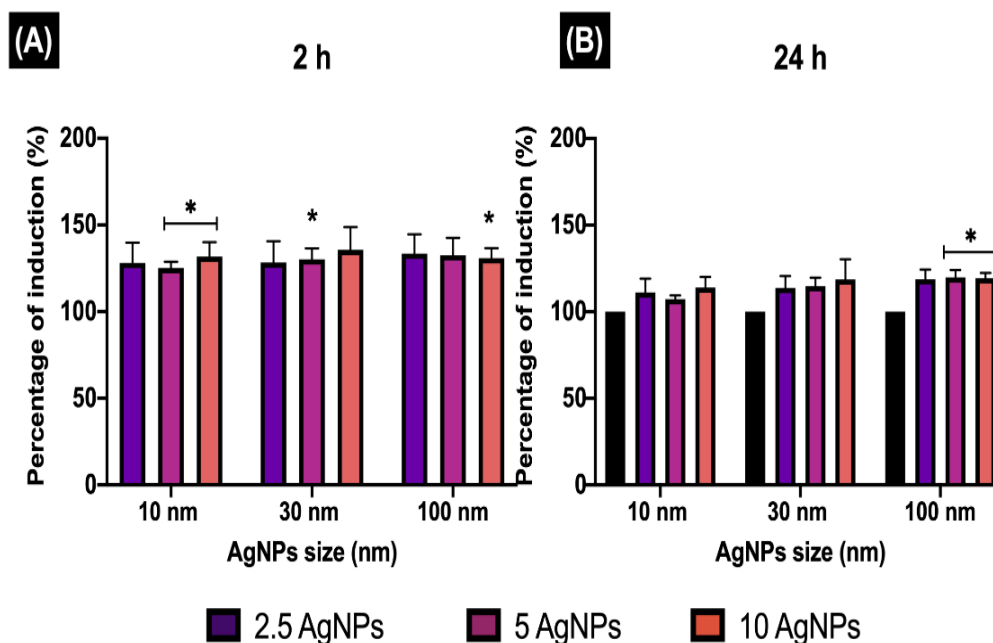 (A)
2 h
Percentage of induction (%)
200
150
100
50
0
*
*
*
10 nm
30 nm
100 nm
AgNPs size (nm)
(B)
24 h
Percentage of induction (%)
200
150
100
50
0
*
10 nm
30 nm
100 nm
AgNPs size (nm)
2.5 AgNPs
5 AgNPs
10 AgNPs